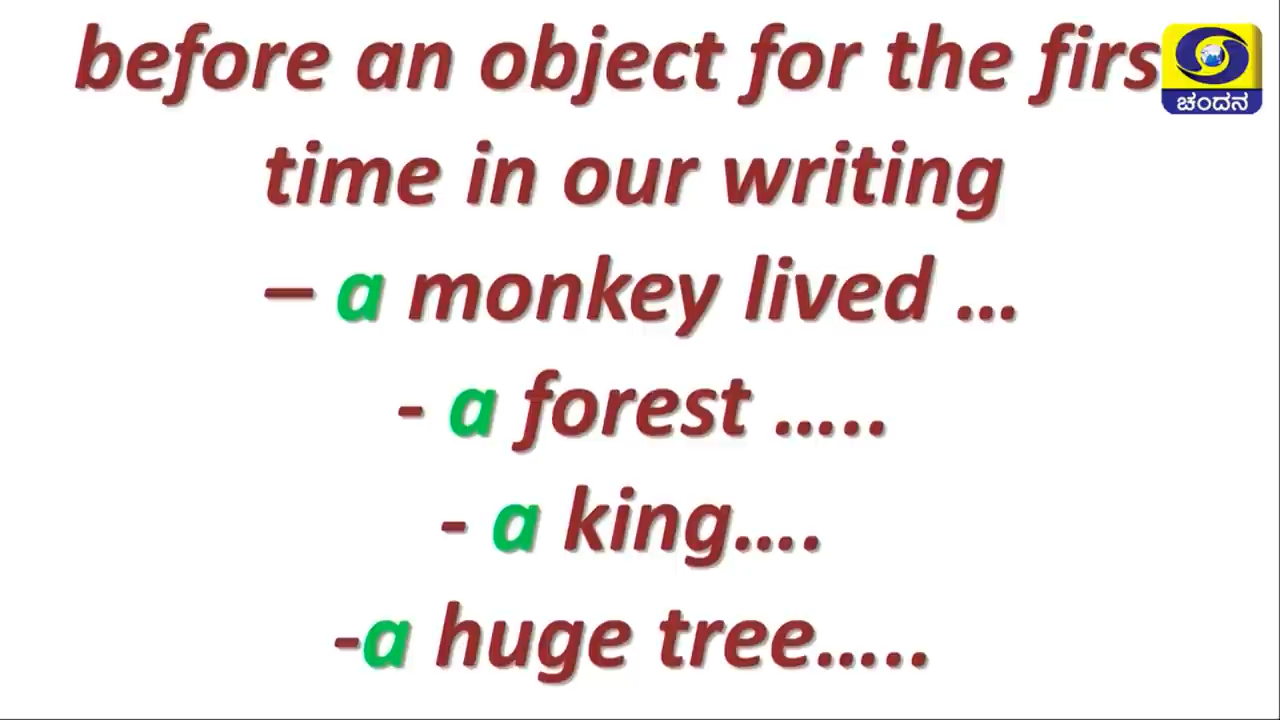 before an object for the firs
ಚಂದನ
time in our writing
– a monkey lived ...
- a forest .....
- a king....
-a huge tree.....